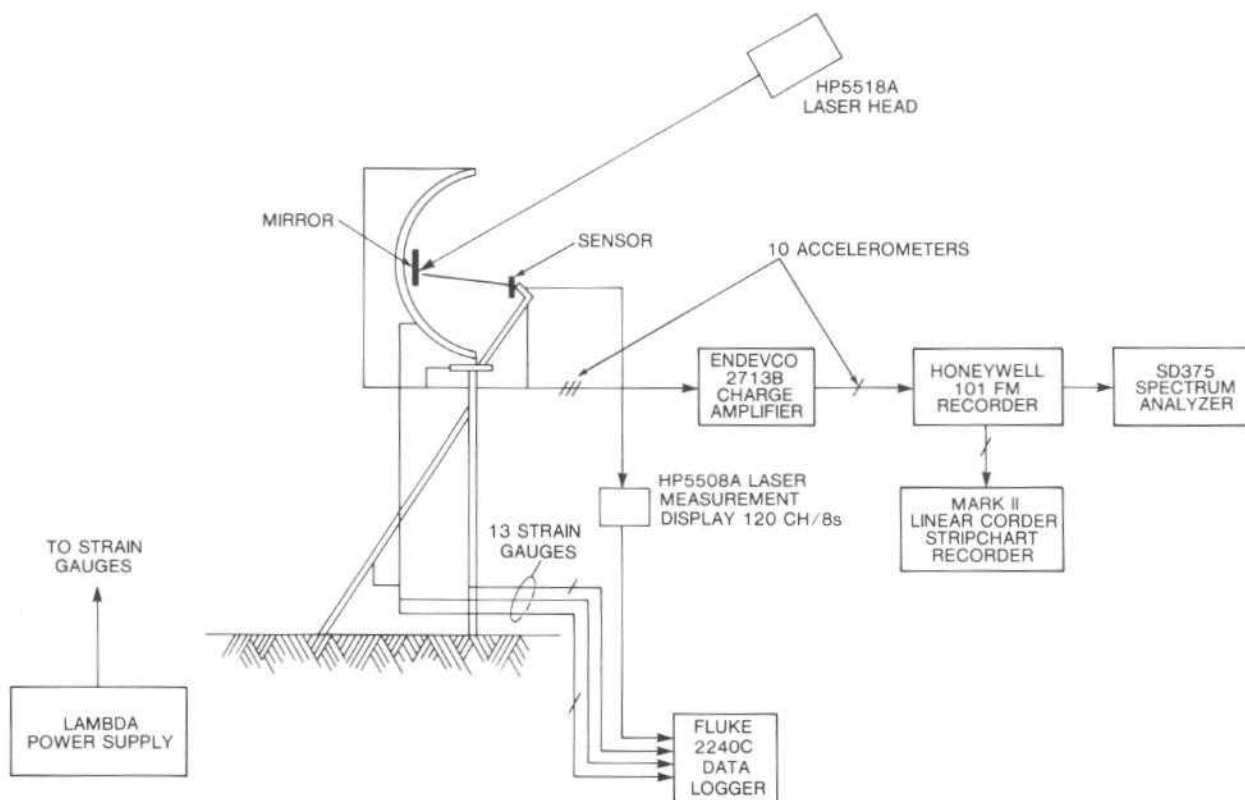 HP5518A
LASER HEAD
MIRROR
SENSOR
10 ACCELEROMETERS
ENDEVCO
2713B
CHARGE
AMPLIFIER
HONEYWELL
101 FM
RECORDER
SD375
SPECTRUM
ANALYZER
HP5508A LASER
MEASUREMENT
DISPLAY 120 CH/8s
MARK II
LINEAR CORDER
STRIPCHART
RECORDER
13 STRAIN
GAUGES
TO STRAIN
GAUGES
LAMBDA
POWER SUPPLY
FLUKE
2240C
DATA
LOGGER